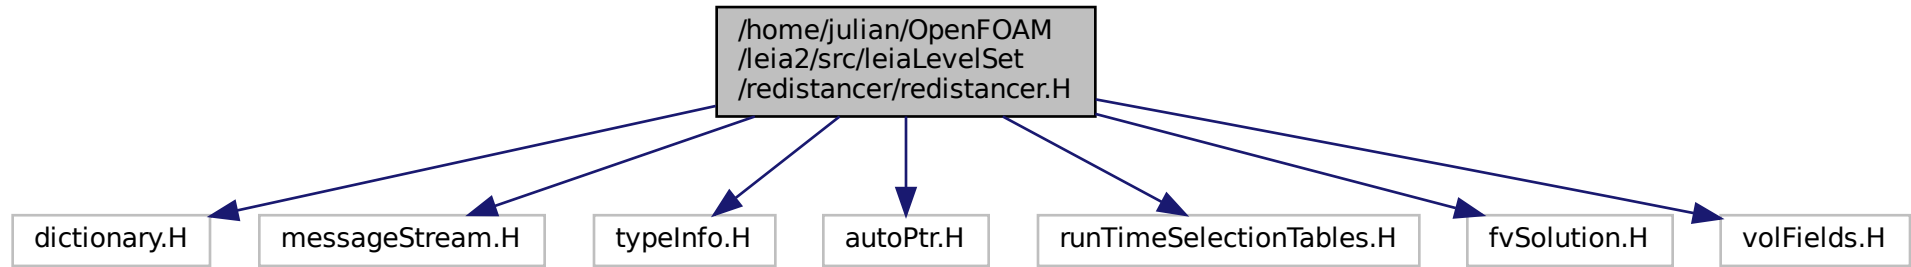 /home/julian/OpenFOAM
/leia2/src/leiaLevelSet
/redistancer/redistancer.H
dictionary.H
messageStream.H
typeInfo.H
autoPtr.H
runTimeSelectionTables.H
fvSolution.H
volFields.H